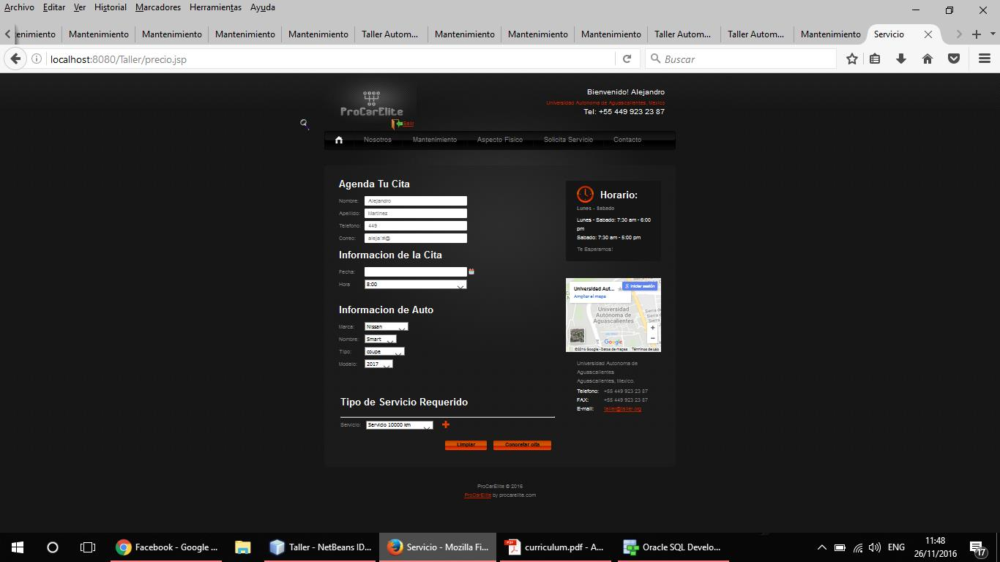 Archivo Editar Ver Historial Marcadores Herramientas Ayuda
enimiento Mantenimiento Mantenimiento Mantenimiento Mantenimiento Taller Autom... Mantenimiento Mantenimiento Mantenimiento Taller Autom... Taller Autom... Mantenimiento Servicio
localhost:8080/Taller/precio.jsp Buscar
ProCarElite
Bienvenido! Alejandro
Universidad Autonoma de Aguascalientes, Mexico
Tel: +55 449 923 23 87
Salir
Nosotros Mantenimiento Aspecto Fisico Solicita Servicio Contacto
Agenda Tu Cita
Nombre: Alejandro
Apellido: Martinez
Telefono: 449
Correo: aleja!#@
Informacion de la Cita
Fecha:
Hora 8:00
Informacion de Auto
Marca: Nissan
Nombre: Smart
Tipo: coupe
Modelo: 2017
Tipo de Servicio Requerido
Servicio: Servicio 10000 km
Limpiar Concretar cita
Horario:
Lunes - Sabado
Lunes - Sabado: 7:30 am - 6:00
pm
Sabado: 7:30 am - 5:00 pm
Te Esperamos!
Universidad Aut...
Ampliar el mapa
Iniciar sesión
Universidad
Autónoma de
Aguascalientes
Sierra de
Sierra
Google
©2016 Google - Datos de mapas Términos de uso
Universidad Autonoma de
Aguascalientes
Aguascalientes, Mexico.
Telefono: +55 449 923 23 87
FAX: +55 449 923 23 87
E-mail: taller@taller.org
ProCarElite © 2016
ProCarElite by procarelite.com
Facebook - Google ... Taller - NetBeans ID... Servicio - Mozilla Fi... curriculum.pdf - A... Oracle SQL Develo... ENG
11:48
26/11/2016
17